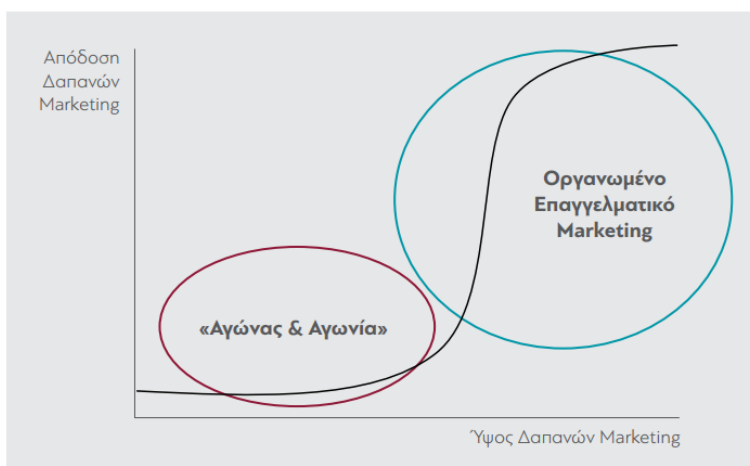 Απόδοση
Δαπανών
Marketing
Οργανωμένο
Επαγγελματικό
Marketing
«Αγώνας & Αγωνία»
Ύψος Δαπανών Marketing